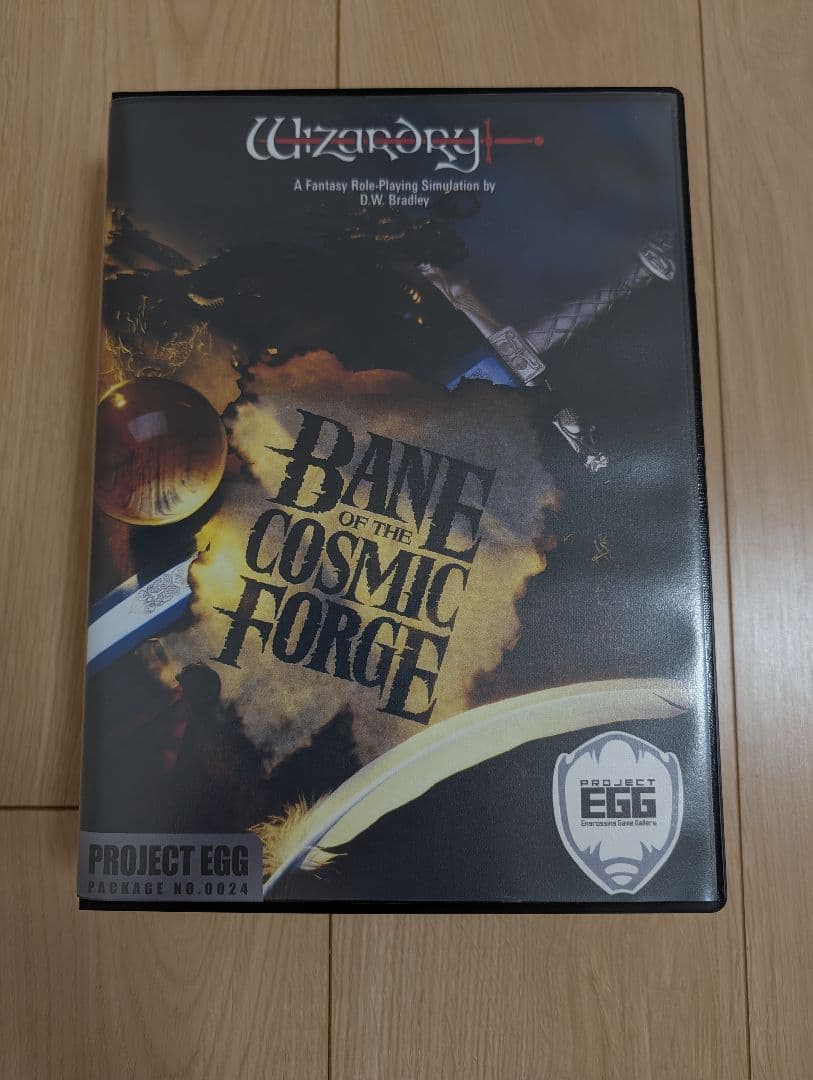 Wizardry
A Fantasy Role-Playing Simulation by
D.W. Bradley
BANE
OF THE
COSMIC
FORGE
PROJECT
EGG
Engrossing Game Gallery
PROJECT EGG
PACKAGE NO.0024